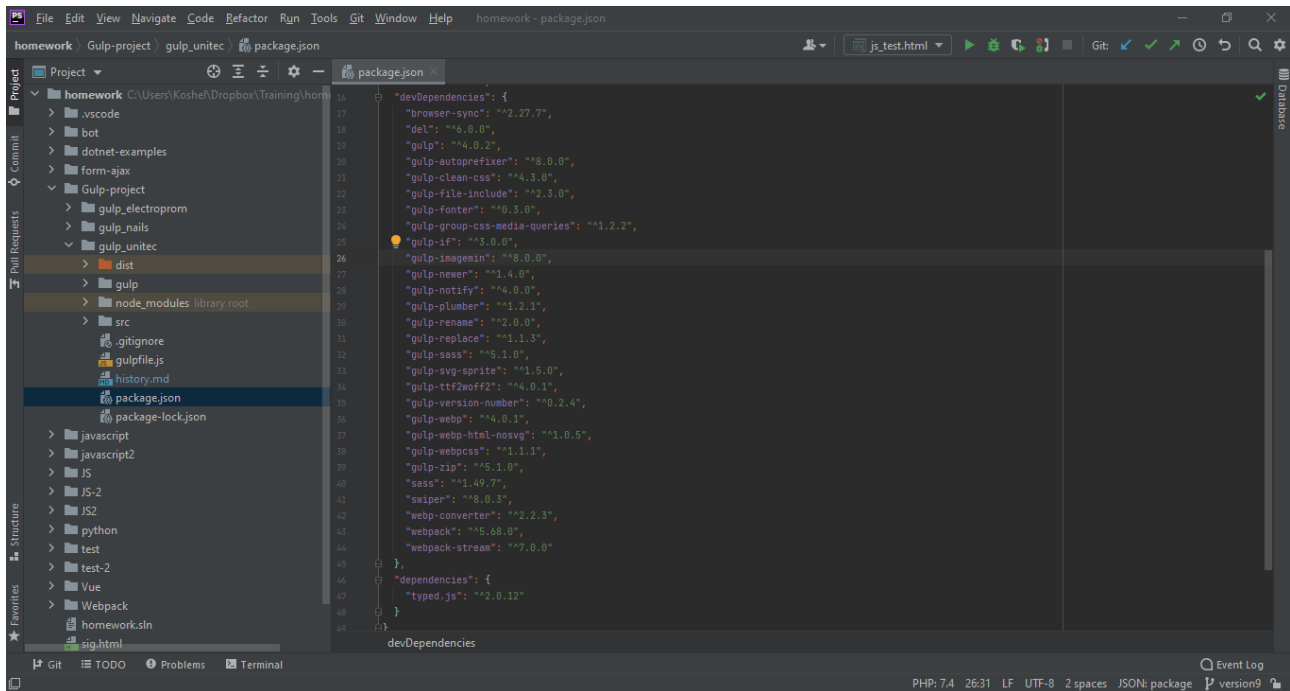 PS File Edit View Navigate Code Refactor Run Tools Git Window Help homework - package.json
homework Gulp-project gulp_unitec package.json js_test.html Git:
Project
package.json
homework C:\Users\Koshel\Dropbox\Training\hom
.vscode
bot
dotnet-examples
form-ajax
Gulp-project
gulp_electroprom
gulp_nails
gulp_unitec
dist
gulp
node_modules library root
src
.gitignore
gulpfile.js
history.md
package.json
package-lock.json
javascript
javascript2
JS
JS-2
JS2
python
test
test-2
Vue
Webpack
homework.sln
sig.html
Project
Commit
Pull Requests
Structure
Favorites
16 "devDependencies": {
17 "browser-sync": "^2.27.7",
18 "del": "^6.0.0",
19 "gulp": "^4.0.2",
20 "gulp-autoprefixer": "^8.0.0",
21 "gulp-clean-css": "^4.3.0",
22 "gulp-file-include": "^2.3.0",
23 "gulp-fonter": "^0.3.0",
24 "gulp-group-css-media-queries": "^1.2.2",
25 "gulp-if": "^3.0.0",
26 "gulp-imagemin": "^8.0.0",
27 "gulp-newer": "^1.4.0",
28 "gulp-notify": "^4.0.0",
29 "gulp-plumber": "^1.2.1",
30 "gulp-rename": "^2.0.0",
31 "gulp-replace": "^1.1.3",
32 "gulp-sass": "^5.1.0",
33 "gulp-svg-sprite": "^1.5.0",
34 "gulp-ttf2woff2": "^4.0.1",
35 "gulp-version-number": "^0.2.4",
36 "gulp-webp": "^4.0.1",
37 "gulp-webp-html-nosvg": "^1.0.5",
38 "gulp-webpcss": "^1.1.1",
39 "gulp-zip": "^5.1.0",
40 "sass": "^1.49.7",
41 "swiper": "^8.0.3",
42 "webp-converter": "^2.2.3",
43 "webpack": "^5.68.0",
44 "webpack-stream": "^7.0.0"
45 },
46 "dependencies": {
47 "typed.js": "^2.0.12"
48 }
49 }
devDependencies
Database
Git TODO Problems Terminal Event Log
PHP: 7.4 26:31 LF UTF-8 2 spaces JSON: package version9